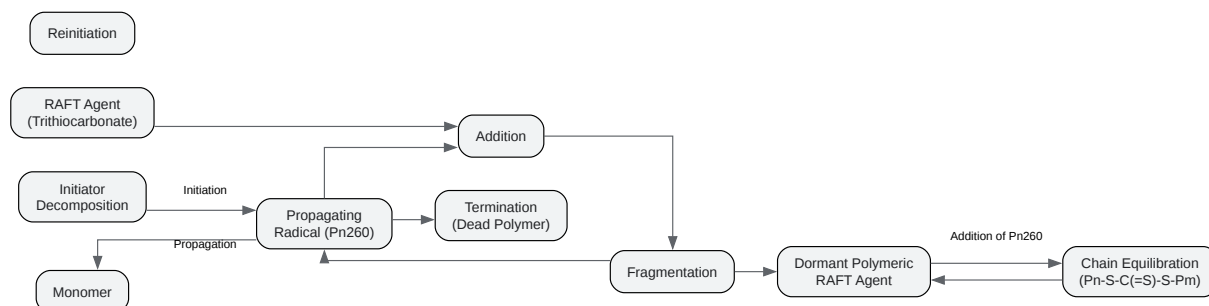 Reinitiation
RAFT Agent
(Trithiocarbonate)
Addition
Initiator
Decomposition
Initiation
Propagating
Radical (Pn260)
Termination
(Dead Polymer)
Propagation
Monomer
Fragmentation
Dormant Polymeric
RAFT Agent
Addition of Pn260
Chain Equilibration
(Pn-S-C(=S)-S-Pm)